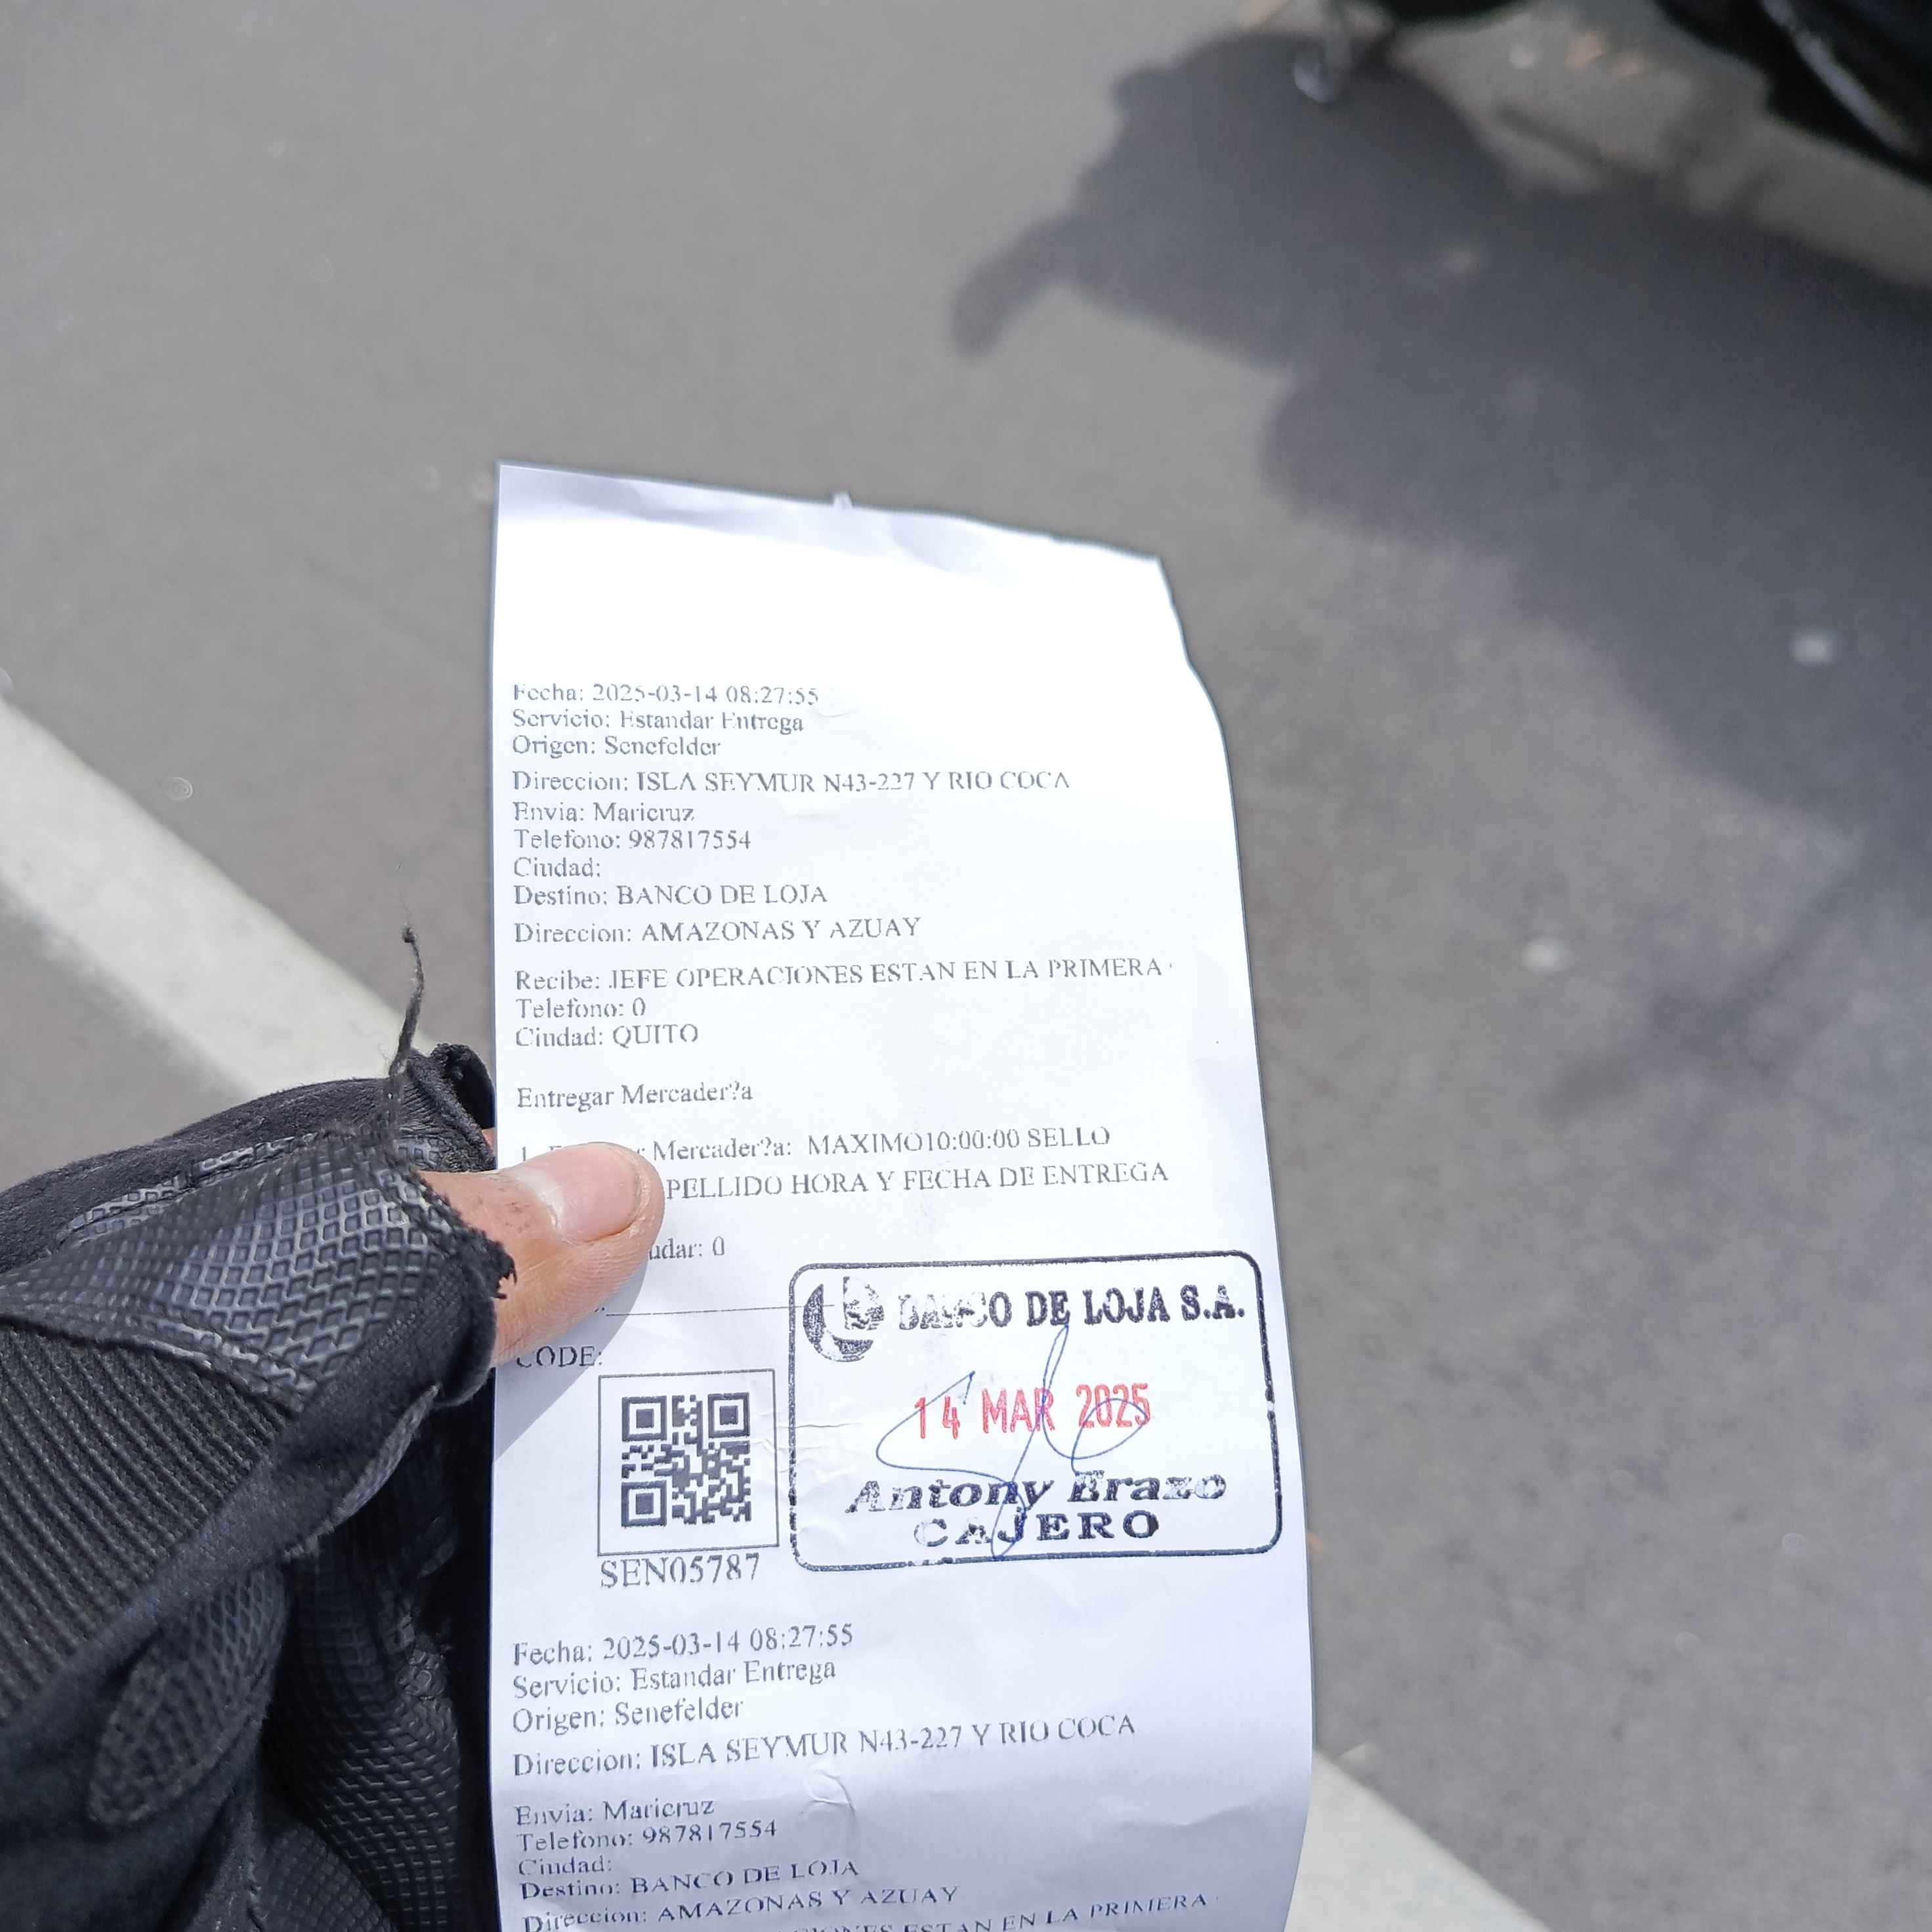 Fecha: 2025-03-14 08:27:55
Servicio: Estandar Entrega
Origen: Senefelder
Direccion: ISLA SEYMUR N43-227 Y RIO COCA
Envia: Maricruz
Telefono: 987817554
Ciudad:
Destino: BANCO DE LOJA
Direccion: AMAZONAS Y AZUAY
Recibe: JEFE OPERACIONES ESTAN EN LA PRIMERA
Telefono: 0
Ciudad: QUITO
Entregar Mercader?a
1. Mercader?a: MAXIMO10:00:00 SELLO
PELLIDO HORA Y FECHA DE ENTREGA
udar: 0
BANCO DE LOJA S.A.
14 MAR 2025
Antony Erazo
CAJERO
CODE:
SEN05787
Fecha: 2025-03-14 08:27:55
Servicio: Estandar Entrega
Origen: Senefelder
Direccion: ISLA SEYMUR N43-227 Y RIO COCA
Envia: Maricruz
Telefono: 987817554
Ciudad:
Destino: BANCO DE LOJA
Direccion: AMAZONAS Y AZUAY
ESTAN EN LA PRIMERA